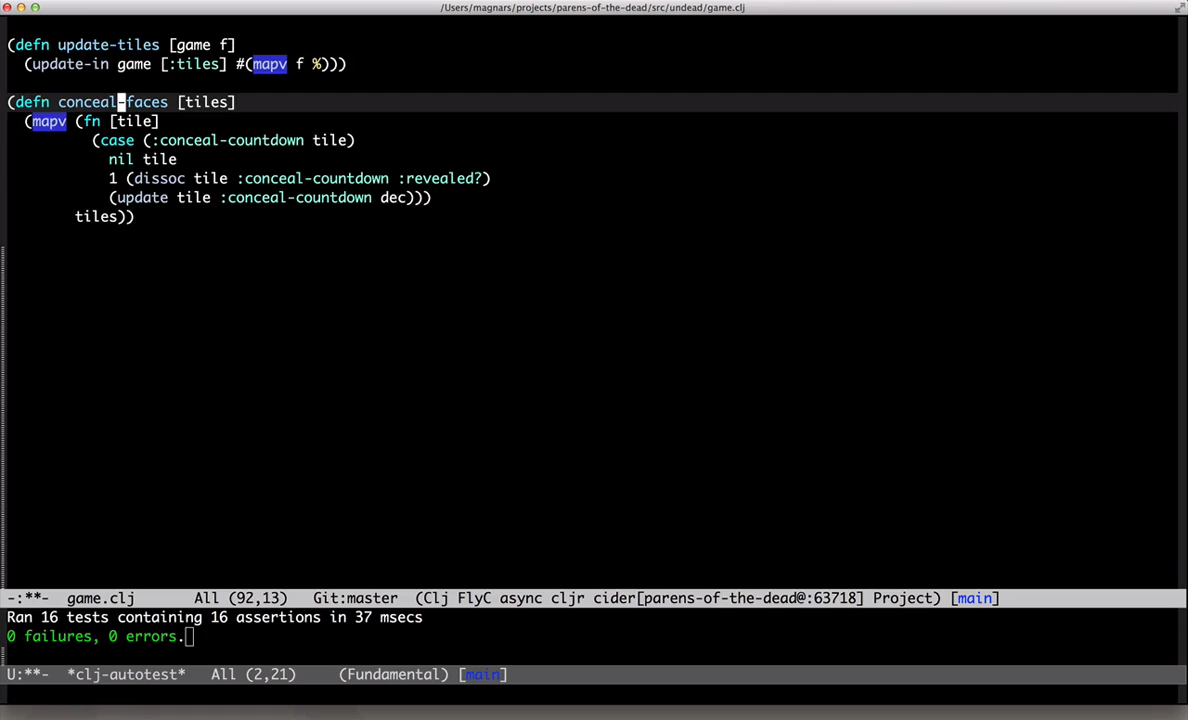 /Users/magnars/projects/parens-of-the-dead/src/undead/game.clj
(defn update-tiles [game f]
  (update-in game [:tiles] #(mapv f %)))
(defn conceal-faces [tiles]
  (mapv (fn [tile]
          (case (:conceal-countdown tile)
            nil tile
            1 (dissoc tile :conceal-countdown :revealed?)
            (update tile :conceal-countdown dec)))
        tiles))
-:**-  game.clj       All (92,13)   Git:master  (Clj FlyC async cljr cider[parens-of-the-dead@:63718] Project) [main]
Ran 16 tests containing 16 assertions in 37 msecs
0 failures, 0 errors.
U:**-  *clj-autotest*   All (2,21)    (Fundamental) [main]